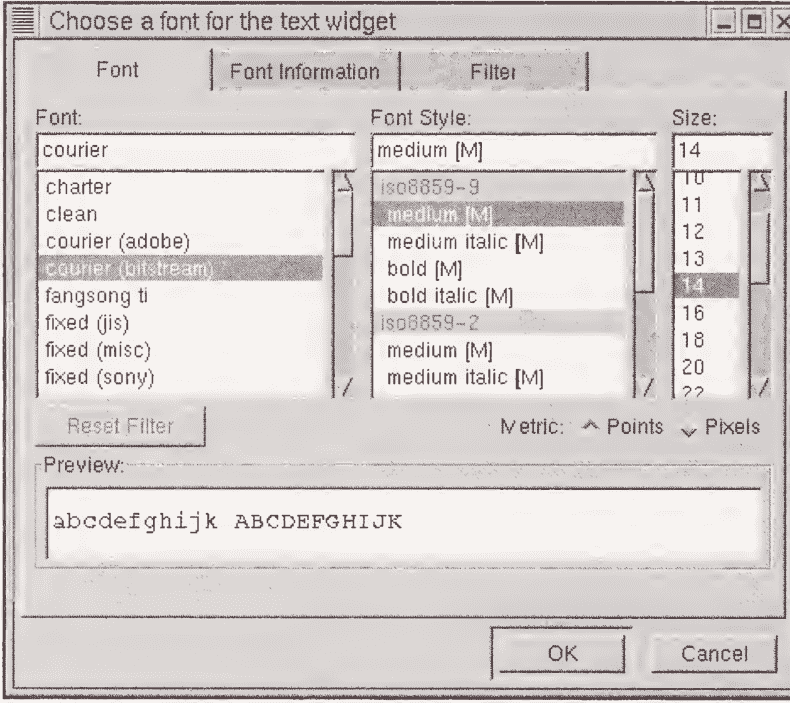 Choose a font for the text widget
Font Font Information Filter
Font: Font Style: Size:
courier medium [M] 14
charter
clean
courier (adobe)
courier (bitstream)
fangsong ti
fixed (jis)
fixed (misc)
fixed (sony)
iso8859-9
medium [M]
medium italic [M]
bold [M]
bold italic [M]
iso8859-2
medium [M]
medium italic [M]
10
11
12
13
14
16
18
20
22
Reset Filter Metric: Points Pixels
Preview:
abcdefghijk ABCDEFGHIJK
OK Cancel